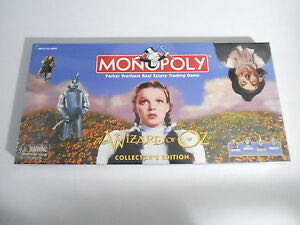 MONOPOLY
Parker Brothers Real Estate Trading Game
THE WIZARD OF OZ
COLLECTOR'S EDITION